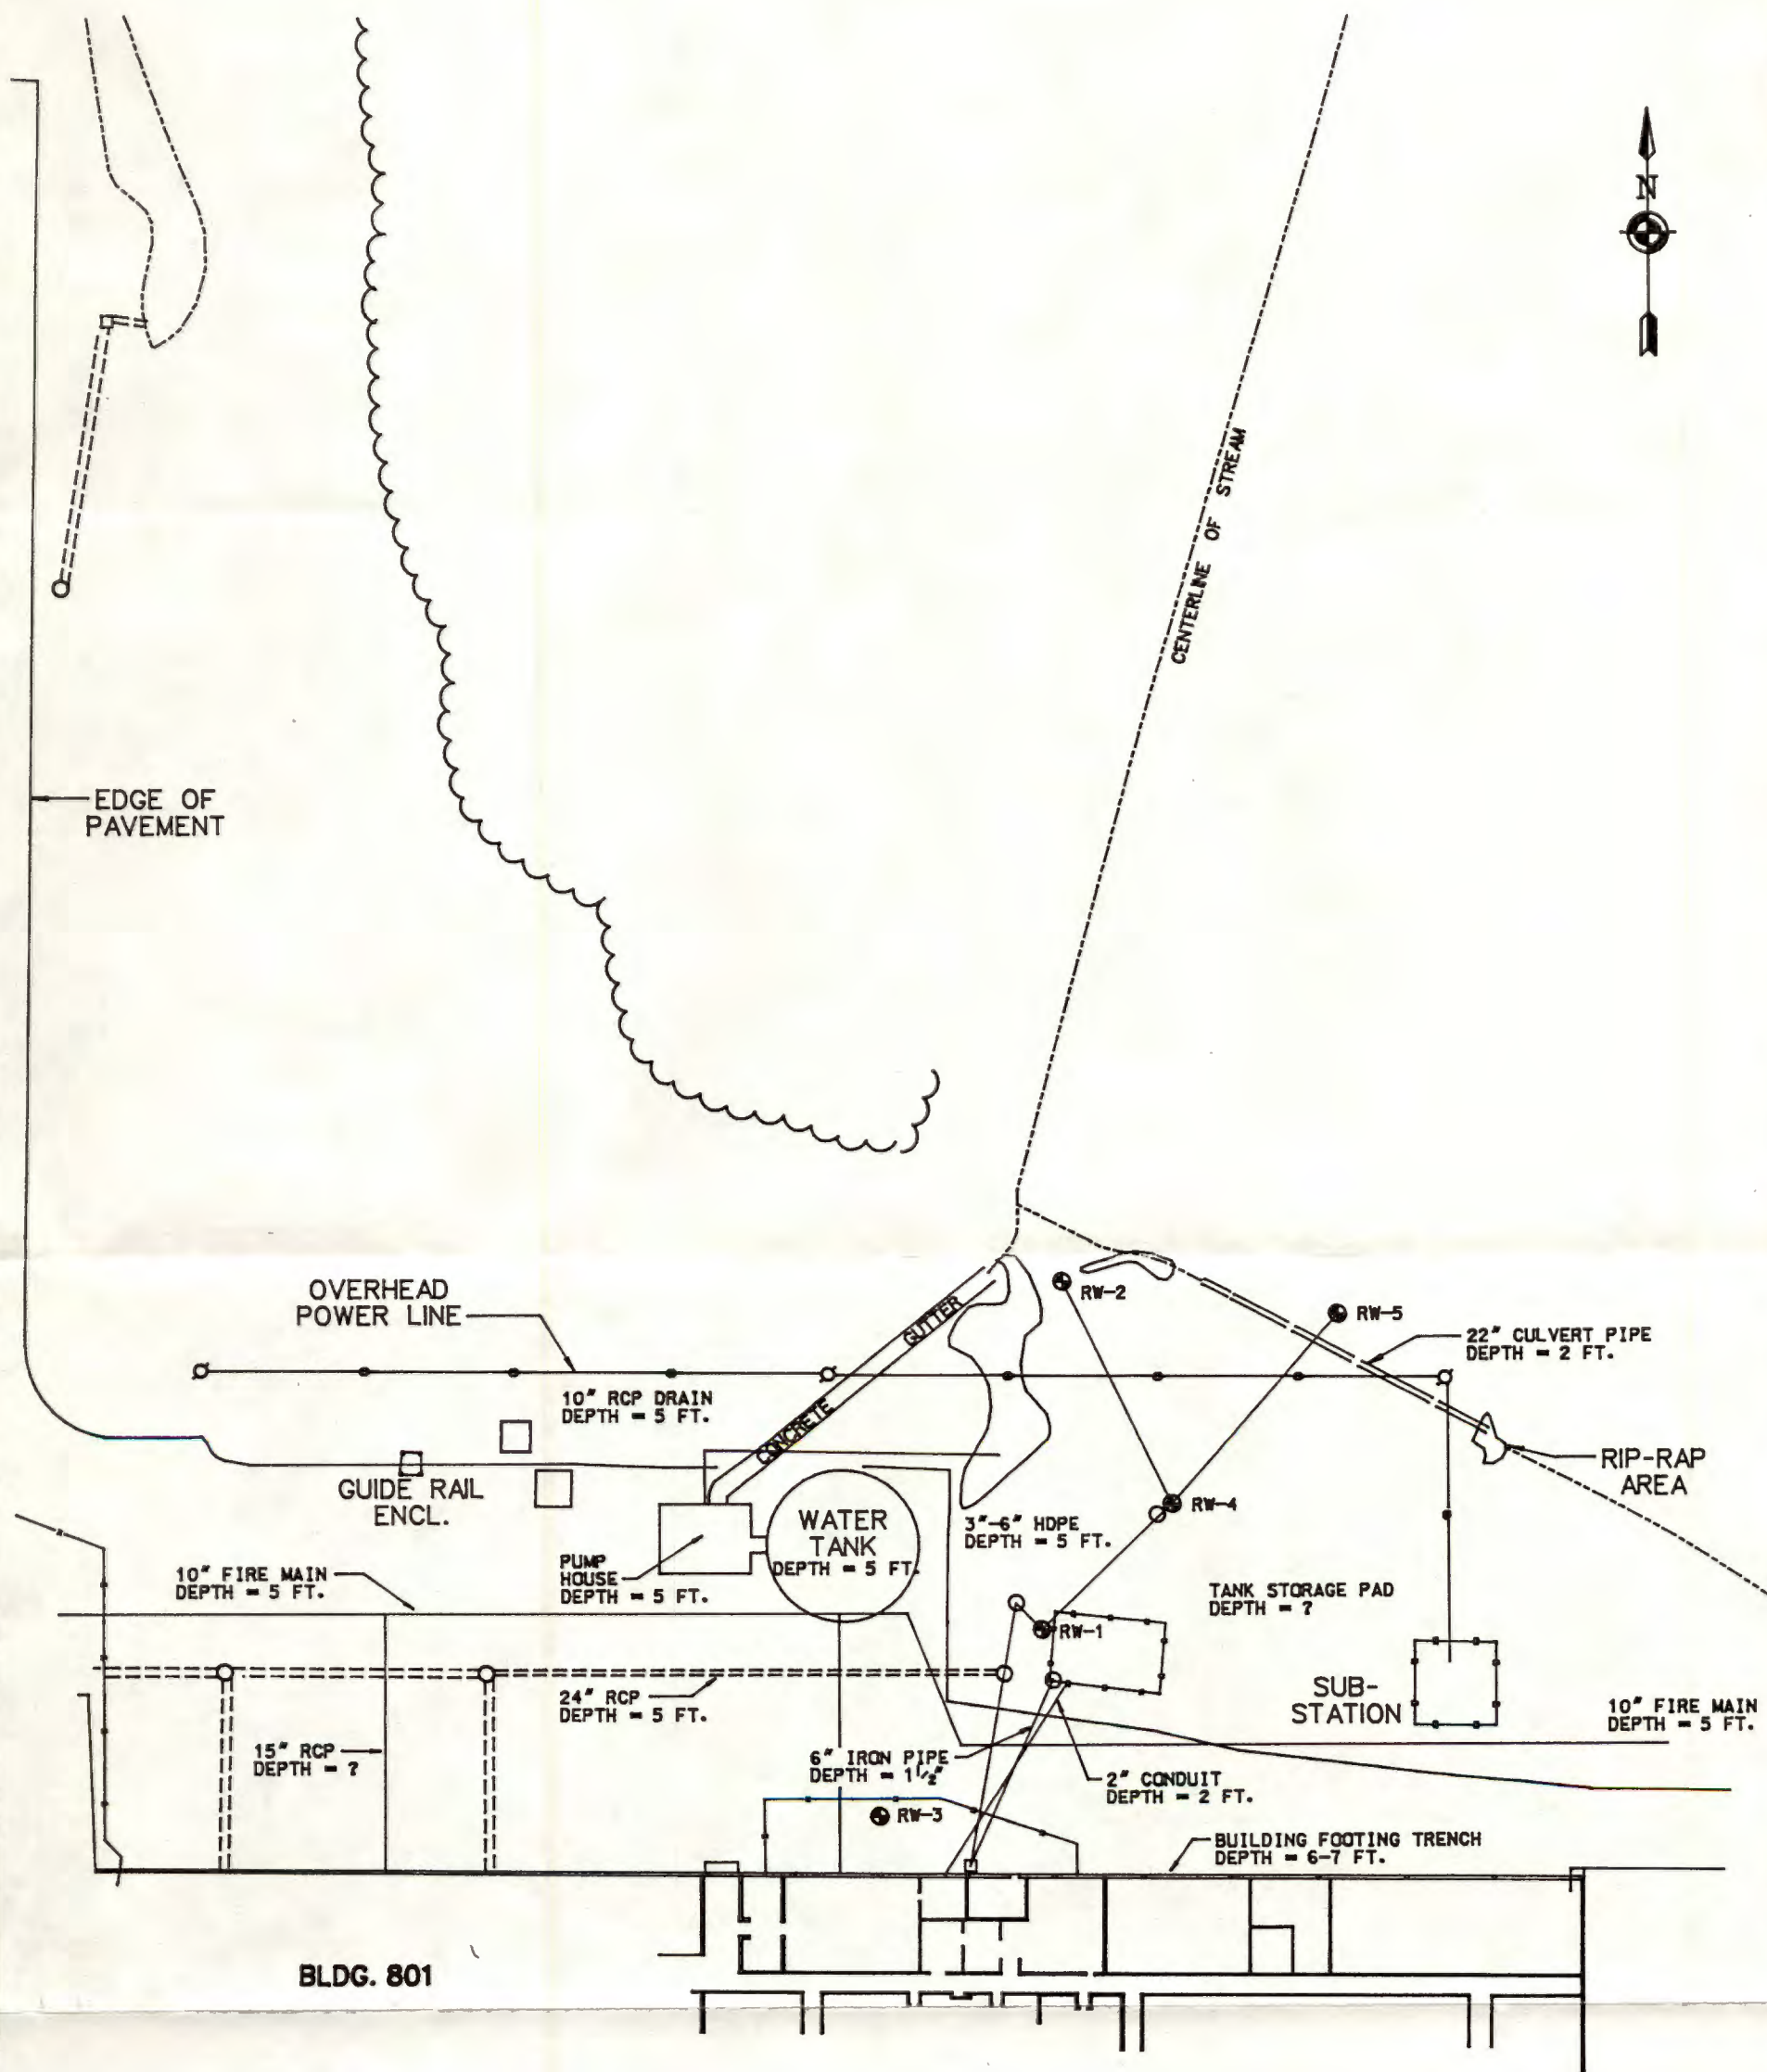 N
CENTERLINE OF STREAM
EDGE OF
PAVEMENT
OVERHEAD
POWER LINE
GUTTER
CONCRETE
RW-2
RW-5
22" CULVERT PIPE
DEPTH = 2 FT.
10" RCP DRAIN
DEPTH = 5 FT.
RIP-RAP
AREA
GUIDE RAIL
ENCL.
WATER
TANK
DEPTH = 5 FT.
RW-4
3"-6" HDPE
DEPTH = 5 FT.
PUMP
HOUSE
DEPTH = 5 FT.
10" FIRE MAIN
DEPTH = 5 FT.
TANK STORAGE PAD
DEPTH = ?
RW-1
24" RCP
DEPTH = 5 FT.
SUB-
STATION
10" FIRE MAIN
DEPTH = 5 FT.
15" RCP
DEPTH = ?
6" IRON PIPE
DEPTH = 1 1/2"
2" CONDUIT
DEPTH = 2 FT.
RW-3
BUILDING FOOTING TRENCH
DEPTH = 6-7 FT.
BLDG. 801